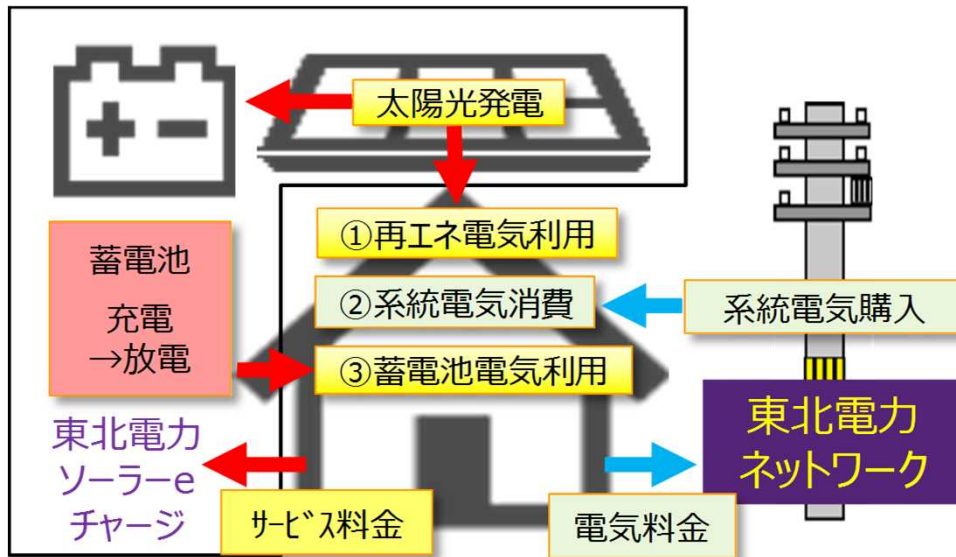 太陽光発電
①再エネ電気利用
蓄電池
充電
→放電
②系統電気消費
系統電気購入
③蓄電池電気利用
東北電力
ソーラーe
チャージ
サービス料金
電気料金
東北電力
ネットワーク